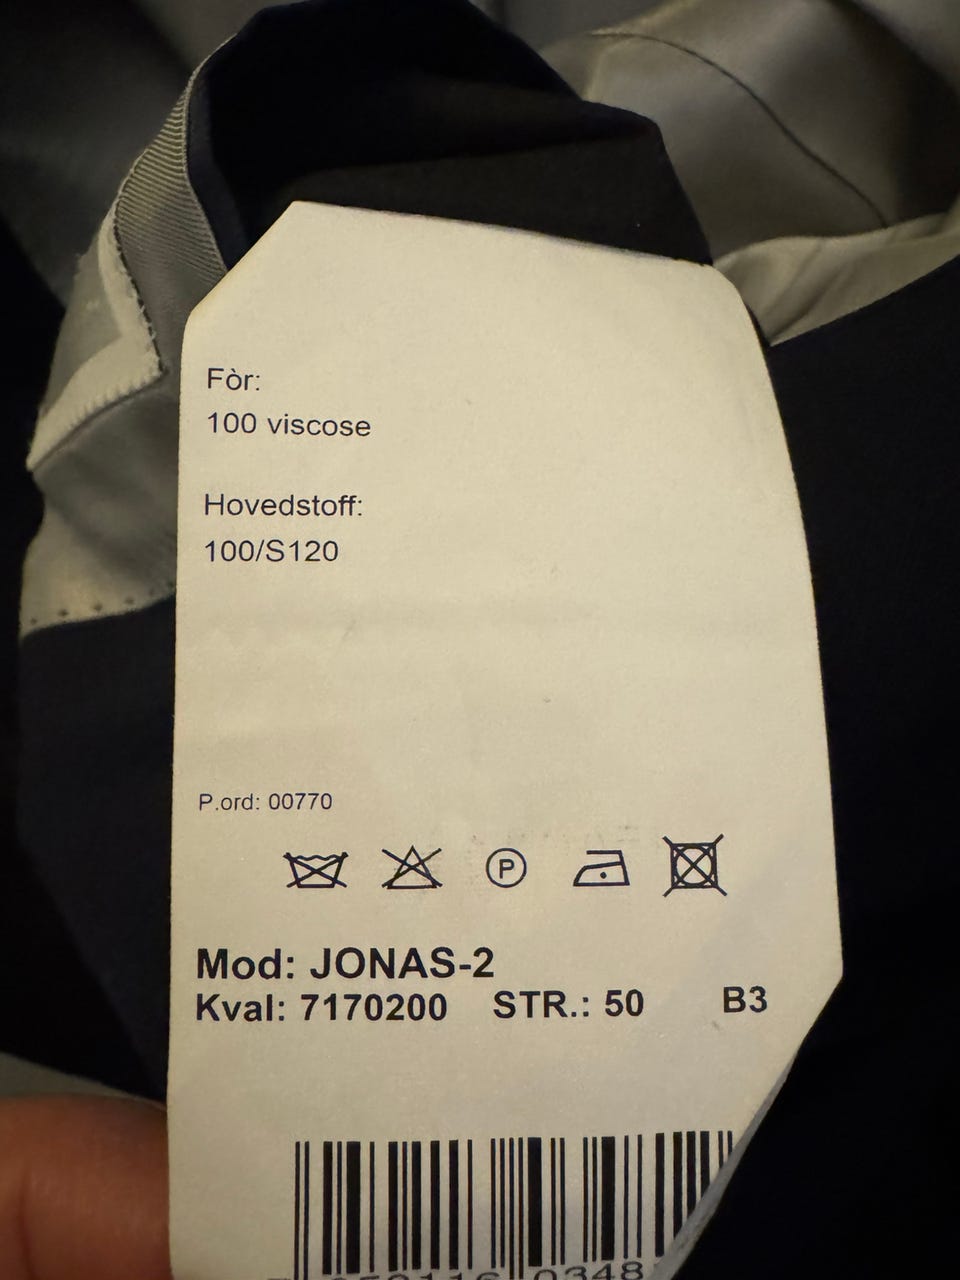 Fòr:
100 viscose
Hovedstoff:
100/S120
P.ord: 00770
P
Mod: JONAS-2
Kval: 7170200 STR.: 50 B3